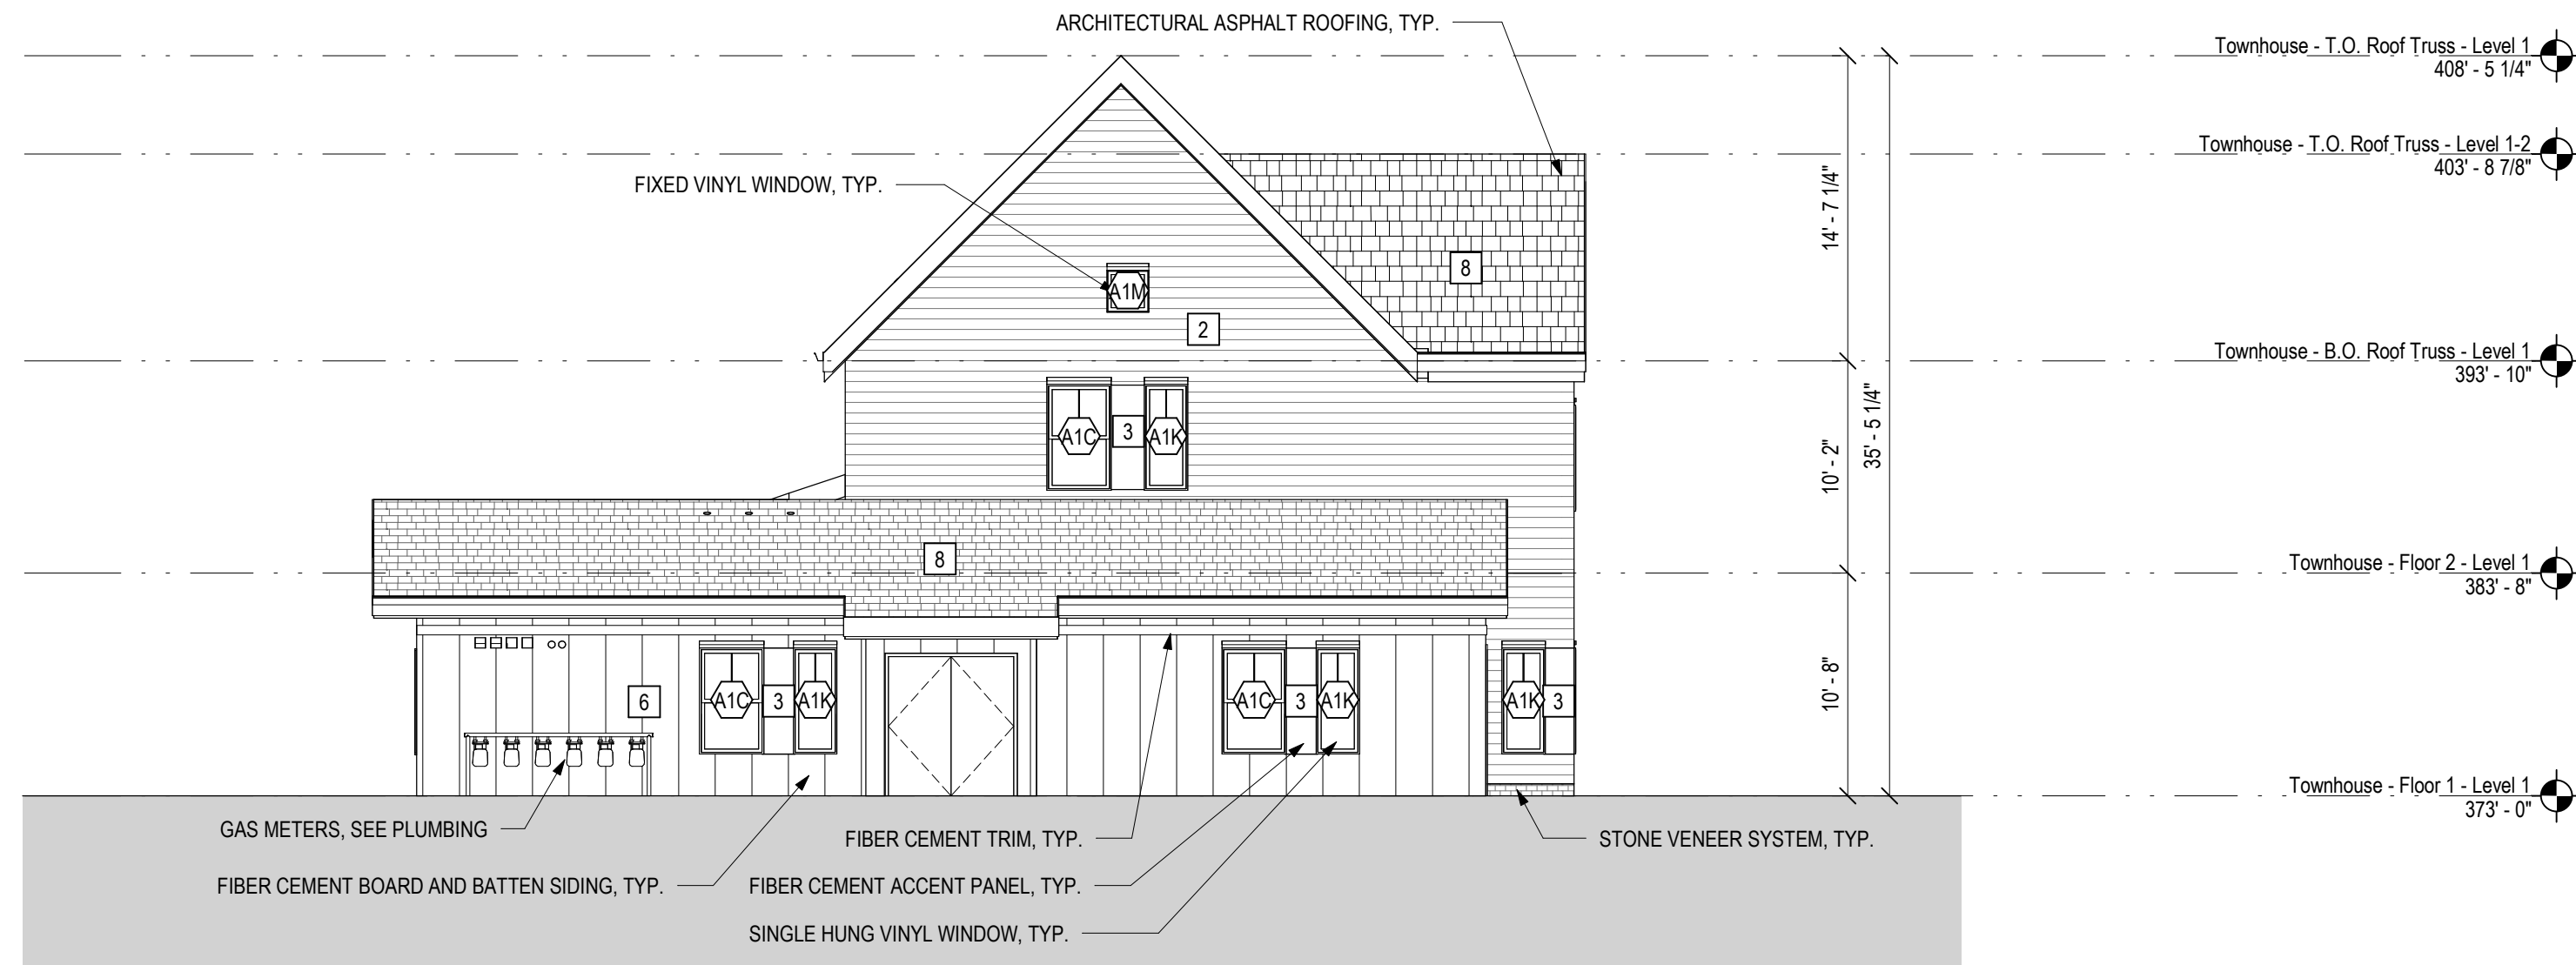 ARCHITECTURAL ASPHALT ROOFING, TYP.
Townhouse - T.O. Roof Truss - Level 1
408' - 5 1/4"
Townhouse - T.O. Roof Truss - Level 1-2
403' - 8 7/8"
FIXED VINYL WINDOW, TYP.
14' - 7 1/4"
8
A1M
2
Townhouse - B.O. Roof Truss - Level 1
393' - 10"
A1C
3
A1K
10' - 2"
35' - 5 1/4"
8
Townhouse - Floor 2 - Level 1
383' - 8"
6
A1C
3
A1K
A1C
3
A1K
A1K
3
10' - 8"
Townhouse - Floor 1 - Level 1
373' - 0"
GAS METERS, SEE PLUMBING
FIBER CEMENT TRIM, TYP.
STONE VENEER SYSTEM, TYP.
FIBER CEMENT BOARD AND BATTEN SIDING, TYP.
FIBER CEMENT ACCENT PANEL, TYP.
SINGLE HUNG VINYL WINDOW, TYP.